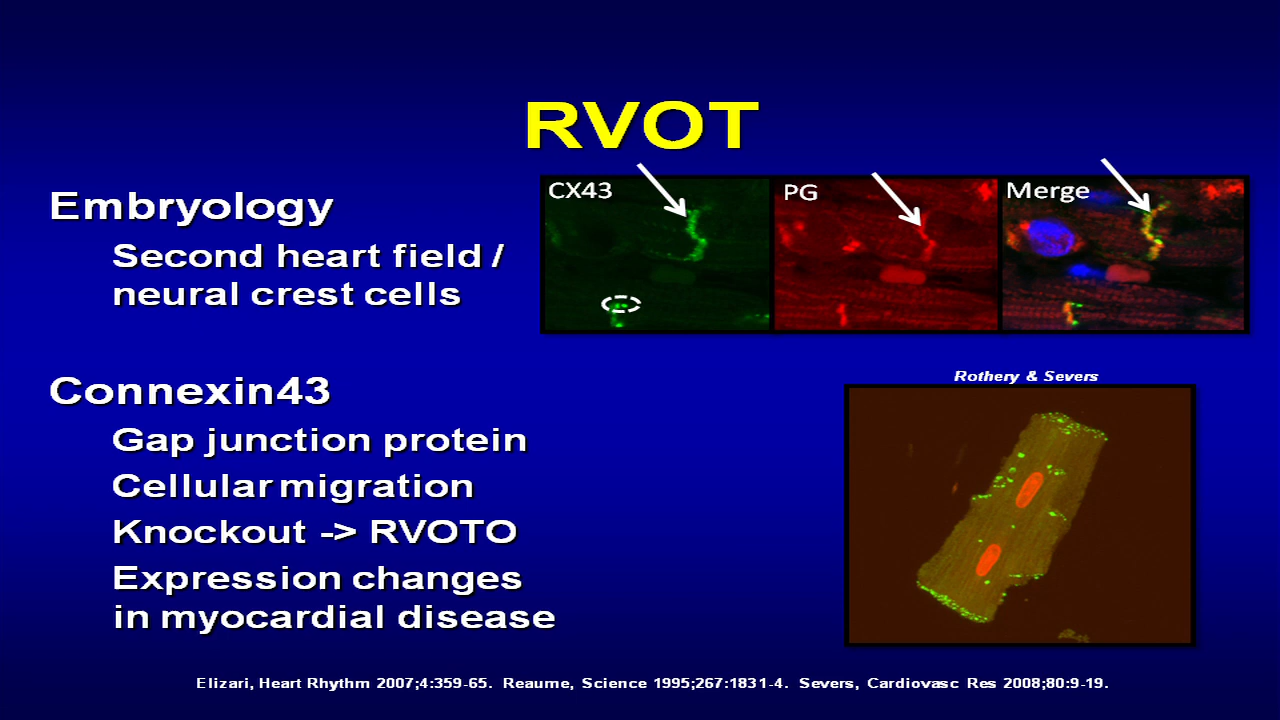 RVOT
Embryology
Second heart field /
neural crest cells
CX43
PG
Merge
Connexin43
Gap junction protein
Cellular migration
Knockout -> RVOTO
Expression changes
in myocardial disease
Rothery & Severs
Elizari, Heart Rhythm 2007;4:359-65. Reaume, Science 1995;267:1831-4. Severs, Cardiovasc Res 2008;80:9-19.